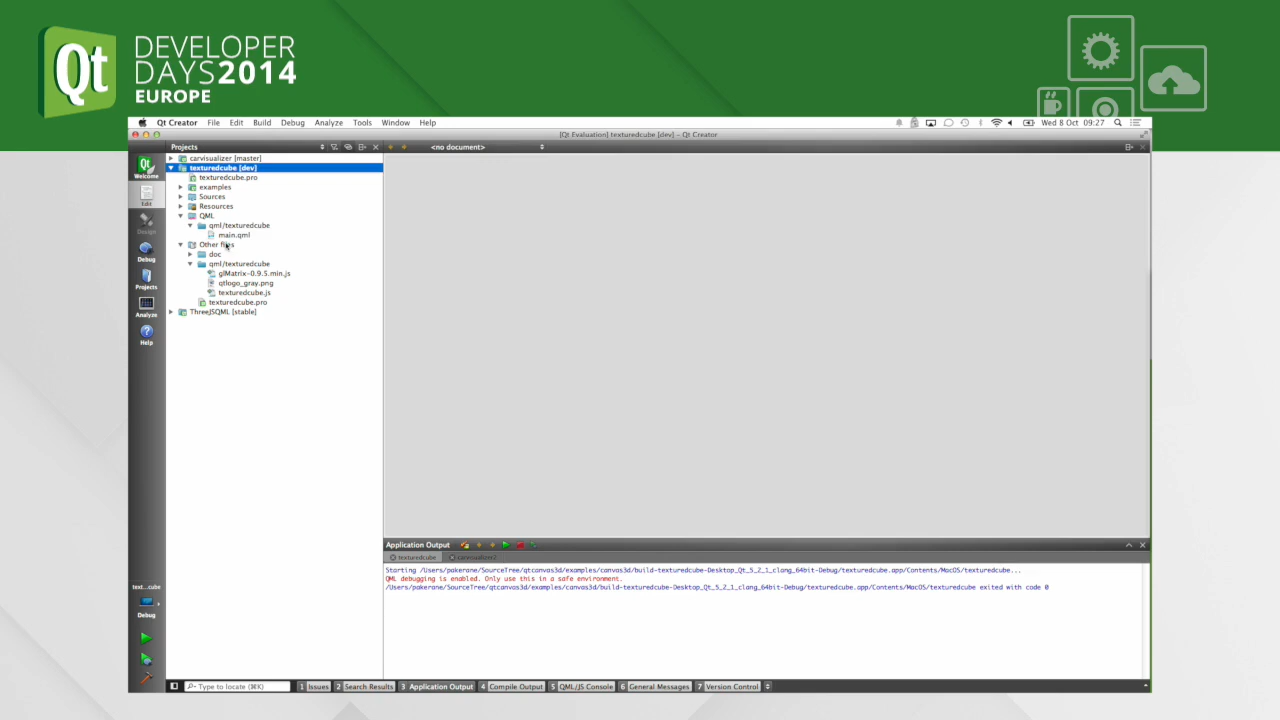 Qt
DEVELOPER
DAYS2014
EUROPE
Qt Creator File Edit Build Debug Analyze Tools Window Help
Wed 8 Oct 09:27
[Qt Evaluation] texturedcube [dev] - Qt Creator
Projects
<no document>
Welcome
Edit
Design
Debug
Projects
Analyze
Help
carvisualizer [master]
texturedcube [dev]
texturedcube.pro
examples
Sources
Resources
QML
qml/texturedcube
main.qml
Other files
doc
qml/texturedcube
glMatrix-0.9.5.min.js
qtlogo_gray.png
texturedcube.js
texturedcube.pro
ThreeJSQML [stable]
Application Output
texturedcube
Starting /Users/pakerane/SourceTree/qtcanvas3d/examples/canvas3d/build-texturedcube-Desktop_Qt_5_2_1_clang_64bit-Debug/texturedcube.app/Contents/MacOS/texturedcube...
QML debugging is enabled. Only use this in a safe environment.
/Users/pakerane/SourceTree/qtcanvas3d/examples/canvas3d/build-texturedcube-Desktop_Qt_5_2_1_clang_64bit-Debug/texturedcube.app/Contents/MacOS/texturedcube exited with code 0
text...cube
Debug
Type to locate (⌘K)
1 Issues 2 Search Results 3 Application Output 4 Compile Output 5 QML/JS Console 6 General Messages 7 Version Control